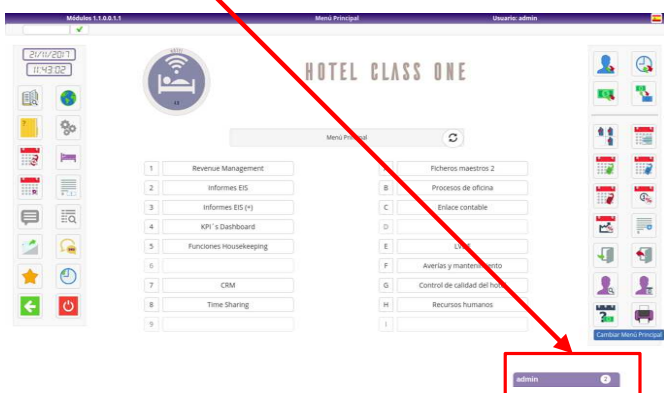 Módulos 1.1.0.0.1.1 Menú Principal Usuario: admin
21/11/2017
11:43:02
HOTEL CLASS ONE
Menú Principal
1 Revenue Management
2 Informes EIS
3 Informes EIS (+)
4 KPI´s Dashboard
5 Funciones Housekeeping
6
7 CRM
8 Time Sharing
9
Ficheros maestros 2
B Procesos de oficina
C Enlace contable
D
E
F Averías y mantenimiento
G Control de calidad del hotel
H Recursos humanos
I
Cambiar Menú Principal
admin 2